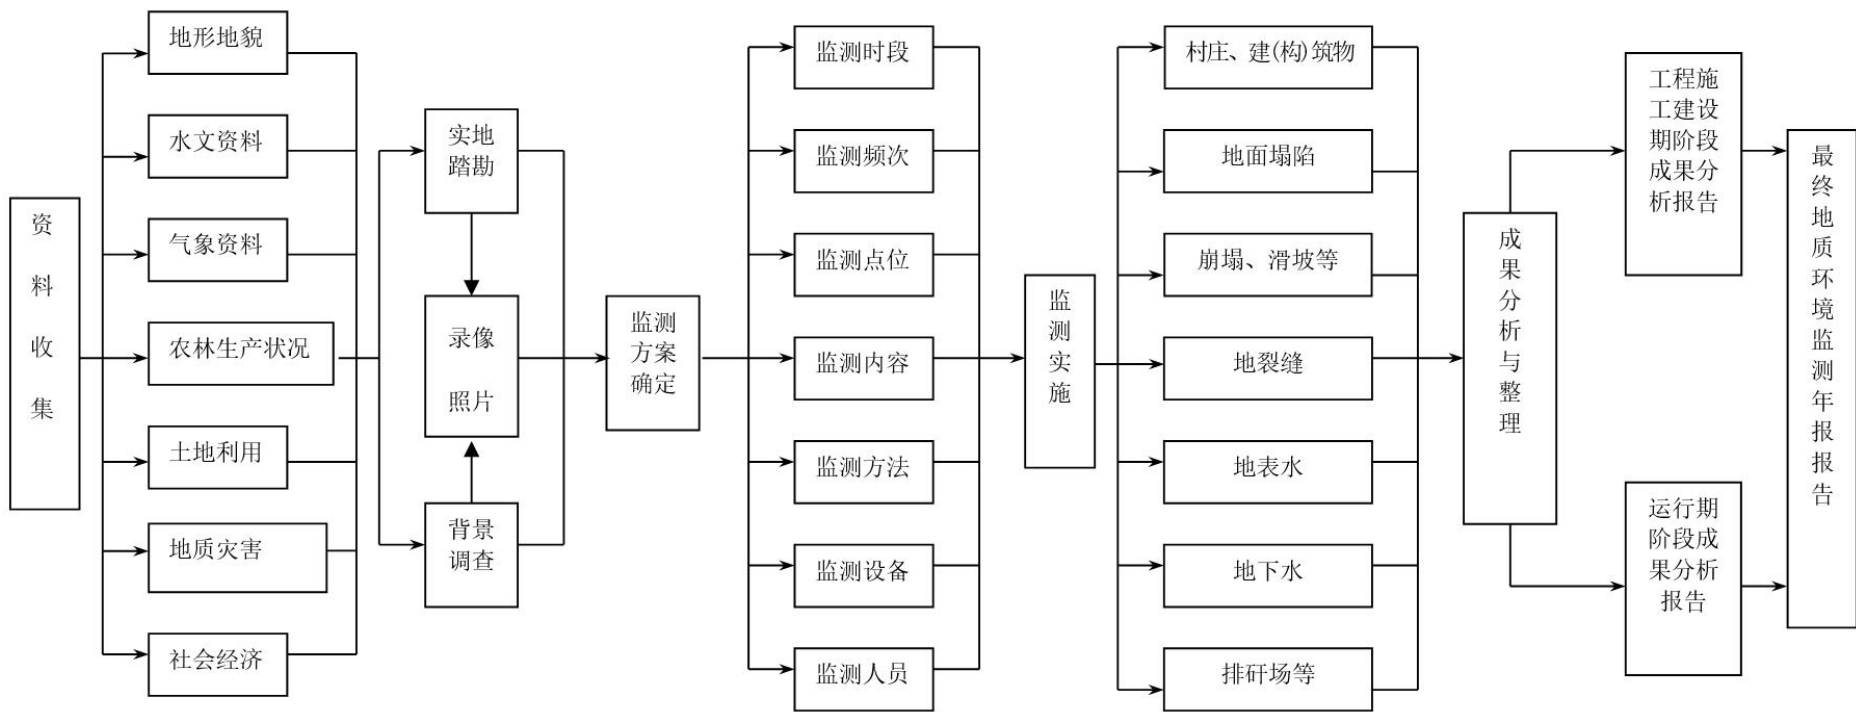 资
料
收
集
地形地貌
水文资料
气象资料
农林生产状况
土地利用
地质灾害
社会经济
实地
踏勘
录像
照片
背景
调查
监测
方案
确定
监测时段
监测频次
监测点位
监测内容
监测方法
监测设备
监测人员
监
测
实
施
村庄、建(构)筑物
地面塌陷
崩塌、滑坡等
地裂缝
地表水
地下水
排矸场等
成
果
分
析
与
整
理
工程施
工建设
期阶段
成果分
析报告
运行期
阶段成
果分析
报告
最
终
地
质
环
境
监
测
年
报
报
告